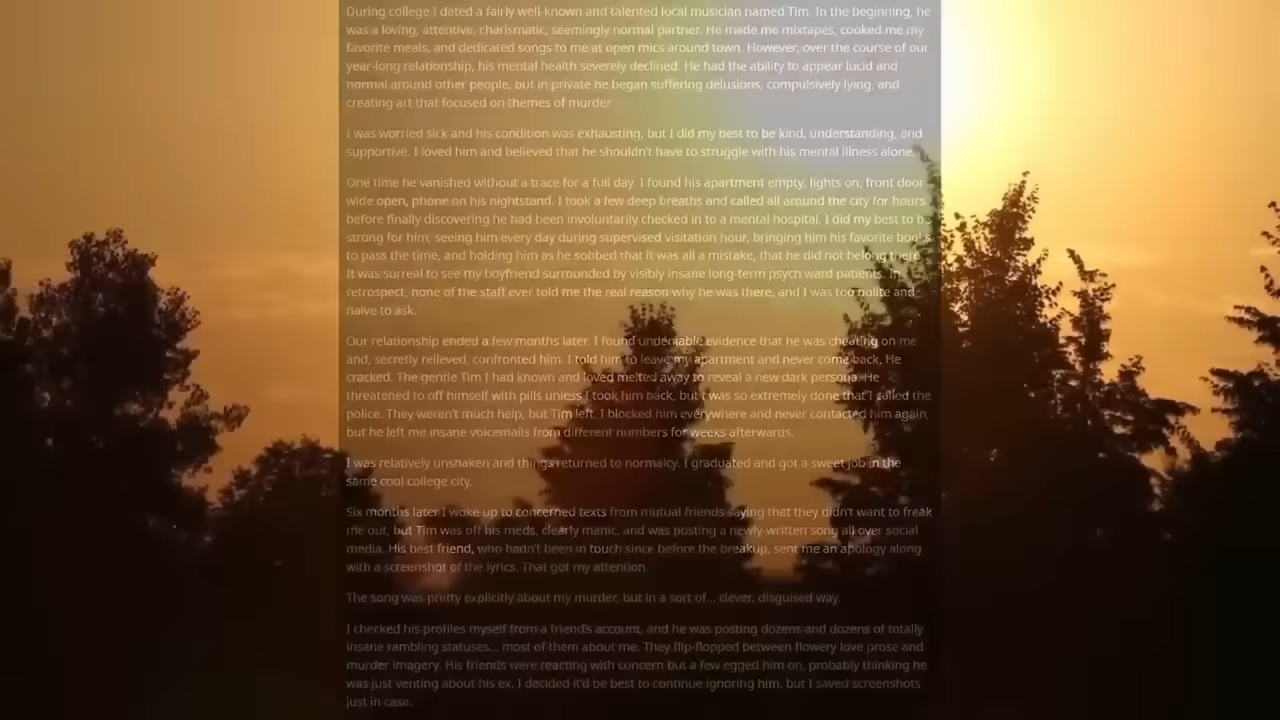 During college I dated a fairly well-known and talented local musician named Tim. In the beginning, he
was a loving, attentive, charismatic, seemingly normal partner. He made me mixtapes, cooked me my
favorite meals, and dedicated songs to me at open mics around town. However, over the course of our
year-long relationship, his mental health severely declined. He had the ability to appear lucid and
normal around other people, but in private he began suffering delusions, compulsively lying, and
creating art that focused on themes of murder
I was worried sick and his condition was exhausting, but I did my best to be kind, understanding, and
supportive. I loved him and believed that he shouldn't have to struggle with his mental illness alone.
One time he vanished without a trace for a full day. I found his apartment empty, lights on, front door
wide open, phone on his nightstand. I took a few deep breaths and called all around the city for hours
before finally discovering he had been involuntarily checked in to a mental hospital. I did my best to be
strong for him, seeing him every day during supervised visitation hour, bringing him his favorite books
to pass the time, and holding him as he sobbed that it was all a mistake, that he did not belong there.
It was surreal to see my boyfriend surrounded by visibly insane long-term psych ward patients. In
retrospect, none of the staff ever told me the real reason why he was there, and I was too polite and
naive to ask.
Our relationship ended a few months later. I found undeniable evidence that he was cheating on me
and, secretly relieved, confronted him. I told him to leave my apartment and never come back. He
cracked. The gentle Tim I had known and loved melted away to reveal a new dark persona. He
threatened to off himself with pills unless I took him back, but I was so extremely done that I called the
police. They weren't much help, but Tim left. I blocked him everywhere and never contacted him again,
but he left me insane voicemails from different numbers for weeks afterwards.
I was relatively unshaken and things returned to normalcy. I graduated and got a sweet job in the
same cool college city.
Six months later I woke up to concerned texts from mutual friends saying that they didn't want to freak
me out, but Tim was off his meds, clearly manic, and was posting a newly-written song all over social
media. His best friend, who hadn't been in touch since before the breakup, sent me an apology along
with a screenshot of the lyrics. That got my attention.
The song was pretty explicitly about my murder, but in a sort of... clever, disguised way.
I checked his profiles myself from a friend's account, and he was posting dozens and dozens of totally
insane rambling statuses... most of them about me. They flip-flopped between flowery love prose and
murder imagery. His friends were reacting with concern but a few egged him on, probably thinking he
was just venting about his ex. I decided it'd be best to continue ignoring him, but I saved screenshots
just in case.